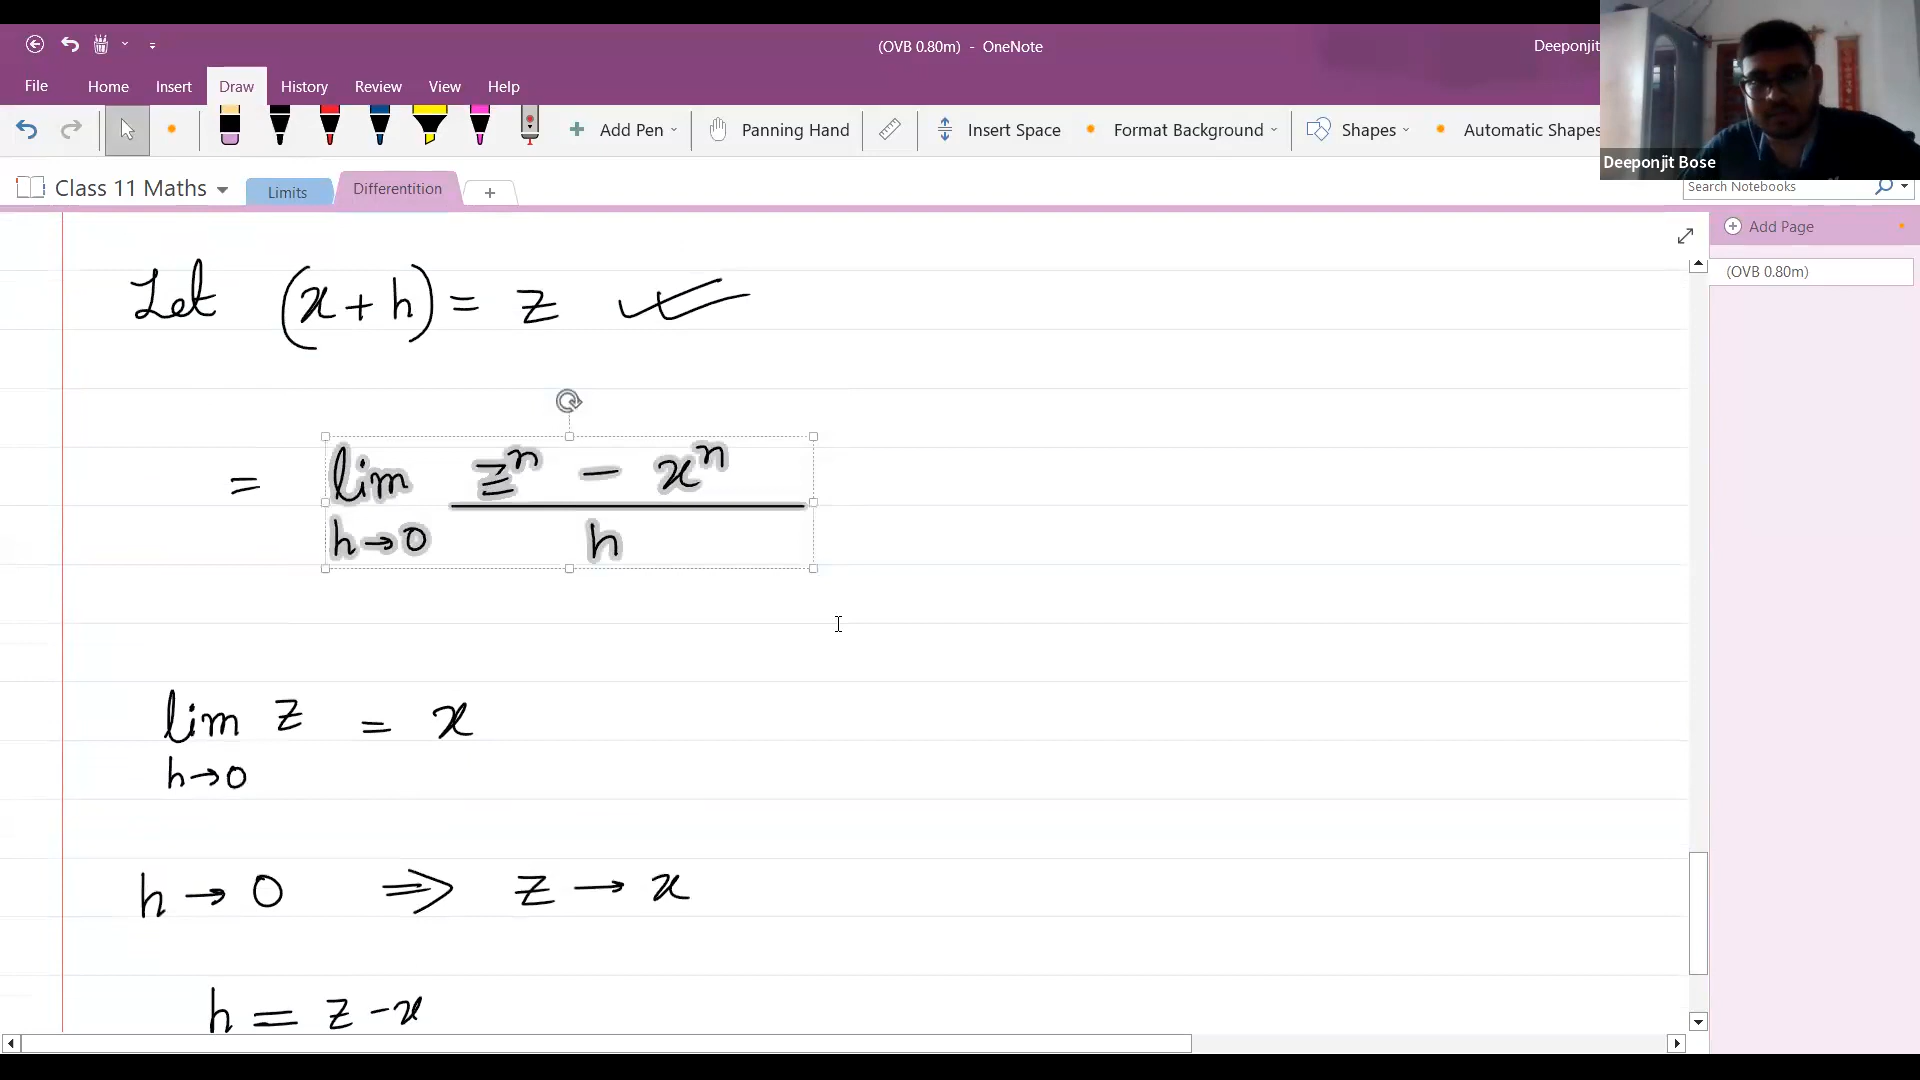 (OVB 0.80m) - OneNote
Deeponjit
File Home Insert Draw History Review View Help
Add Pen Panning Hand Insert Space Format Background Shapes Automatic Shapes
Deeponjit Bose
Class 11 Maths Limits Differentition
Search Notebooks
Add Page
(OVB 0.80m)
Let (x+h) = z
= lim zⁿ - xⁿ
h→0 h
lim z = x
h→0
h → 0 ⇒ z → x
h = z - x